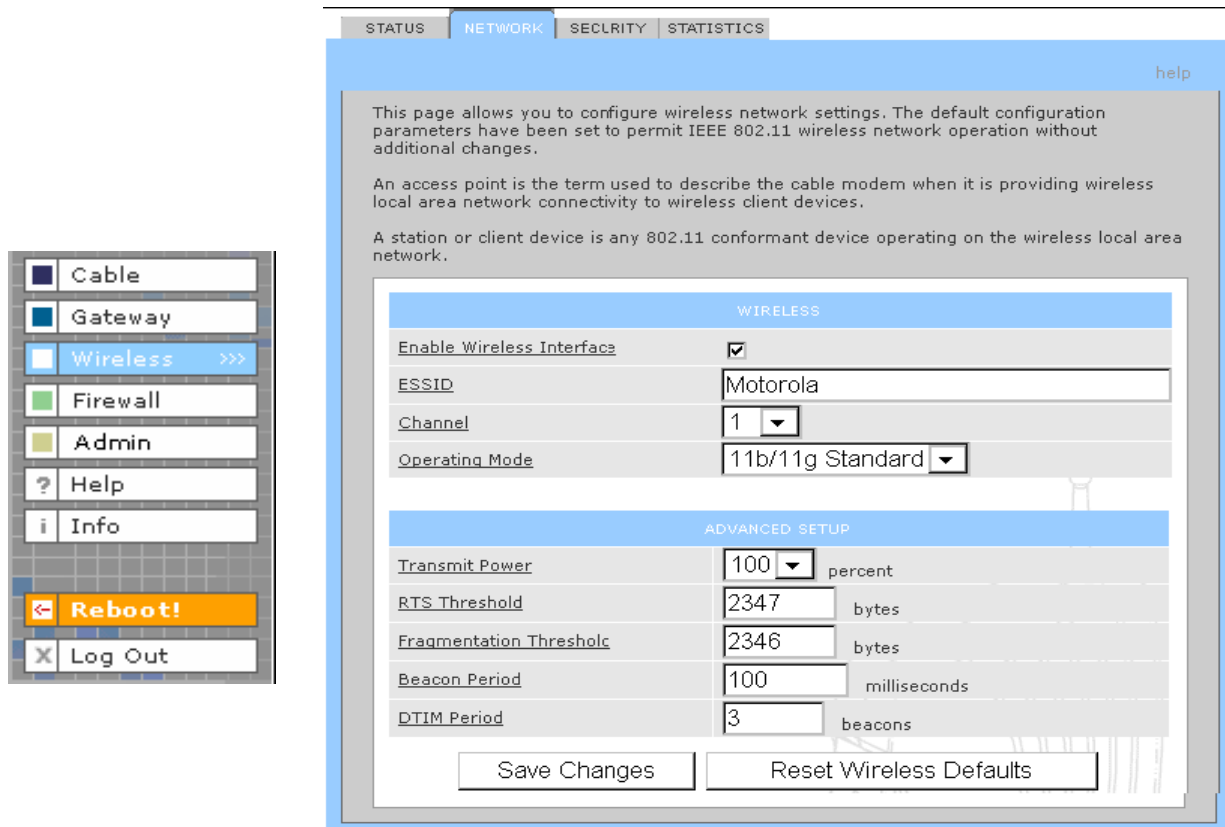 Cable
Gateway
Wireless >>>
Firewall
Admin
? Help
i Info
Reboot!
X Log Out
STATUS NETWORK SECLRITY STATISTICS
help
This page allows you to configure wireless network settings. The default configuration
parameters have been set to permit IEEE 802.11 wireless network operation without
additional changes.
An access point is the term used to describe the cable modem when it is providing wireless
local area network connectivity to wireless client devices.
A station or client device is any 802.11 conformant device operating on the wireless local area
network.
WIRELESS
Enable Wireless Interface
ESSID Motorola
Channel 1
Operating Mode 11b/11g Standard
ADVANCED SETUP
Transmit Power 100 percent
RTS Threshold 2347 bytes
Fragmentation Thresholc 2346 bytes
Beacon Period 100 milliseconds
DTIM Period 3 beacons
Save Changes Reset Wireless Defaults